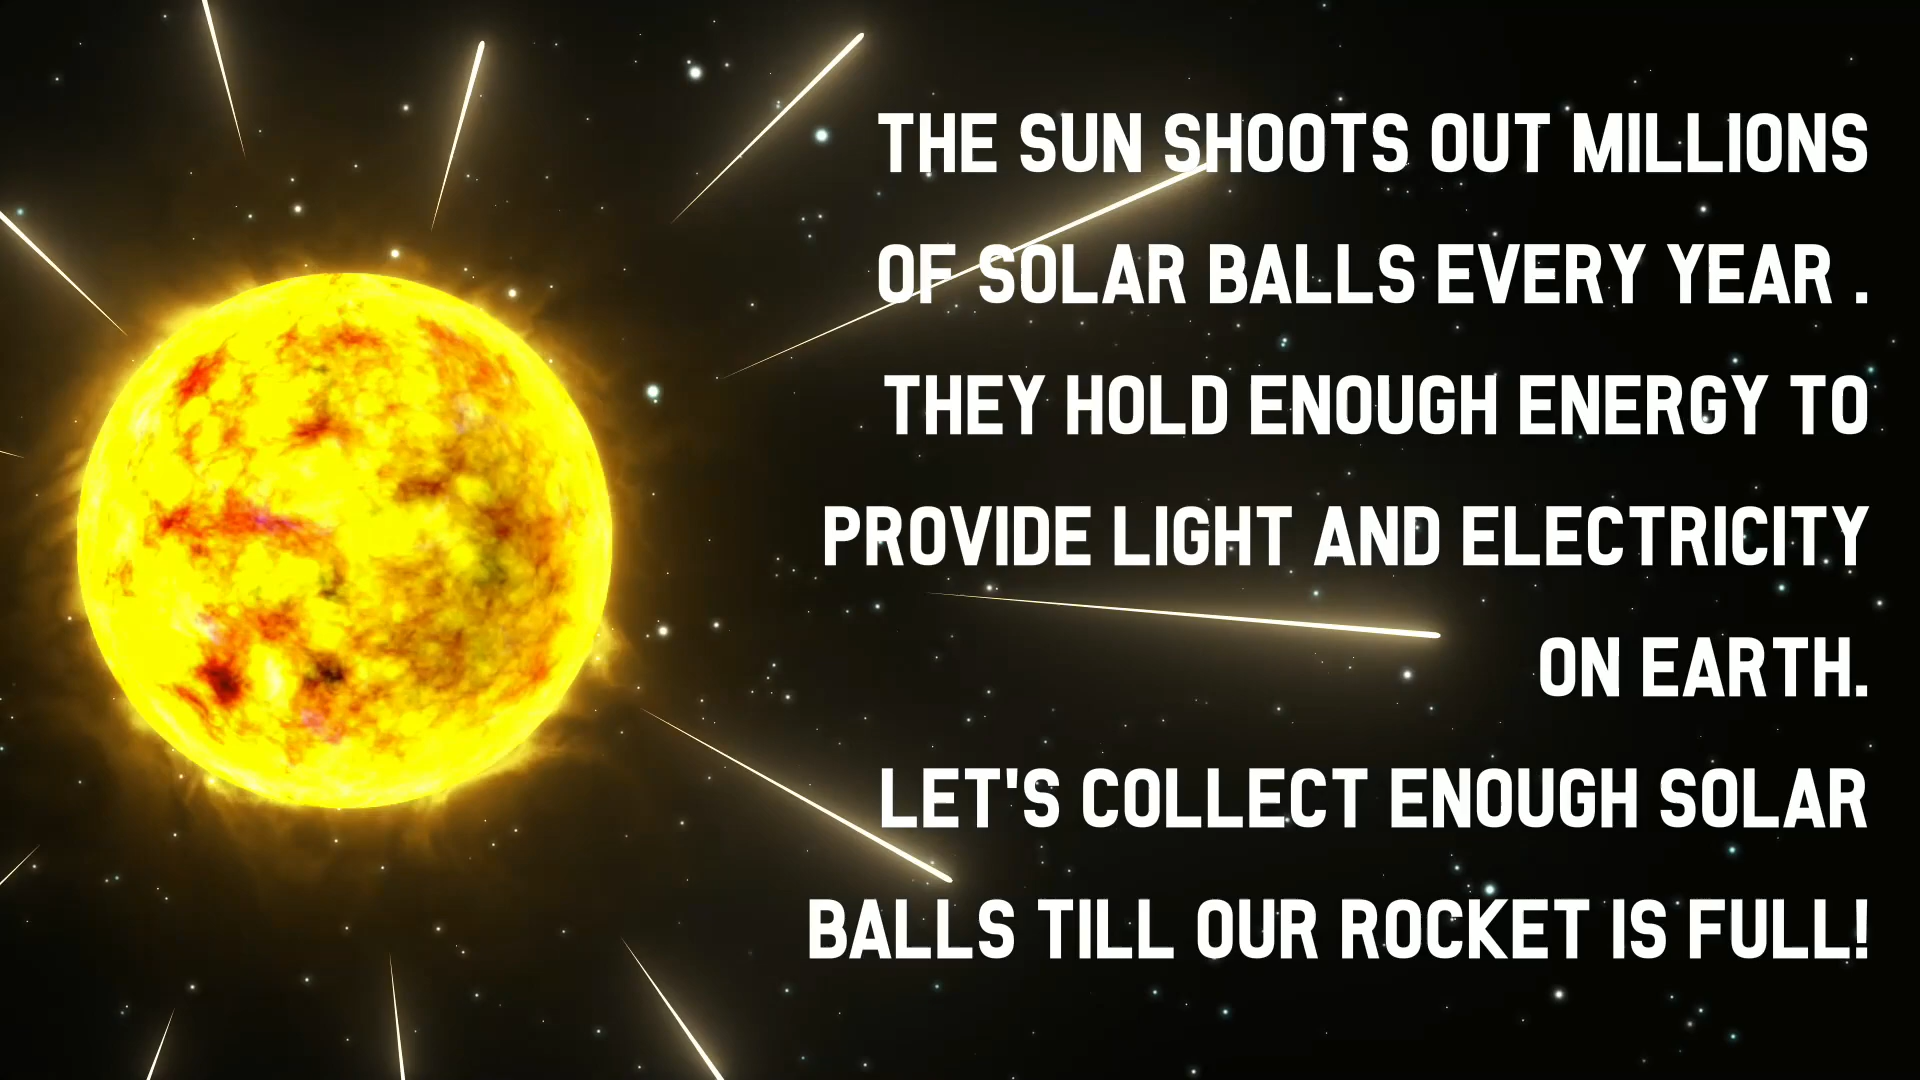 THE SUN SHOOTS OUT MILLIONS
OF SOLAR BALLS EVERY YEAR .
THEY HOLD ENOUGH ENERGY TO
PROVIDE LIGHT AND ELECTRICITY
ON EARTH.
LET'S COLLECT ENOUGH SOLAR
BALLS TILL OUR ROCKET IS FULL!